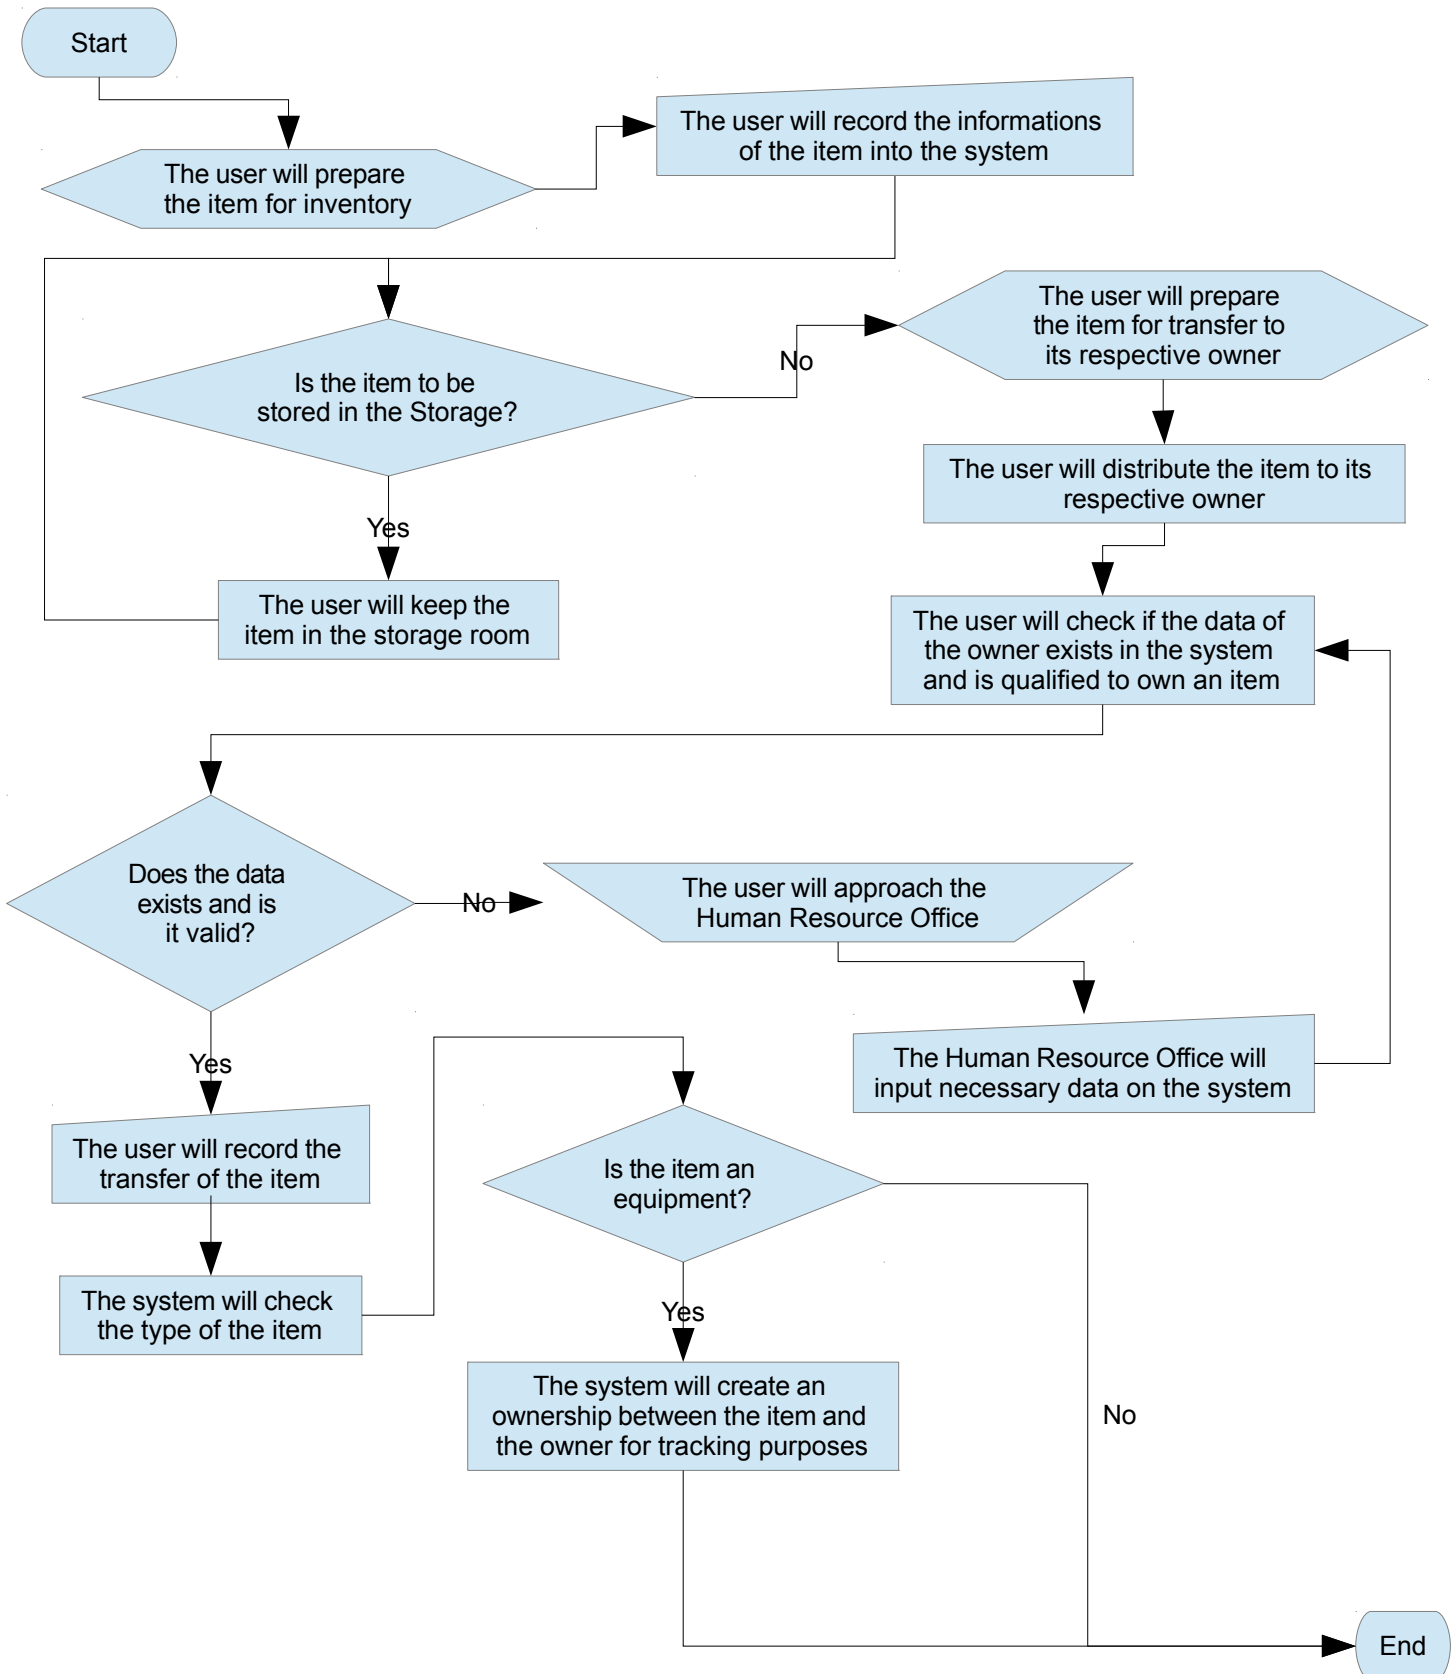 Start
The user will prepare
the item for inventory
The user will record the informations
of the item into the system
Is the item to be
stored in the Storage?
No
The user will prepare
the item for transfer to
its respective owner
The user will distribute the item to its
respective owner
Yes
The user will keep the
item in the storage room
The user will check if the data of
the owner exists in the system
and is qualified to own an item
Does the data
exists and is
it valid?
No
The user will approach the
Human Resource Office
The Human Resource Office will
input necessary data on the system
Yes
The user will record the
transfer of the item
The system will check
the type of the item
Is the item an
equipment?
Yes
The system will create an
ownership between the item and
the owner for tracking purposes
No
End